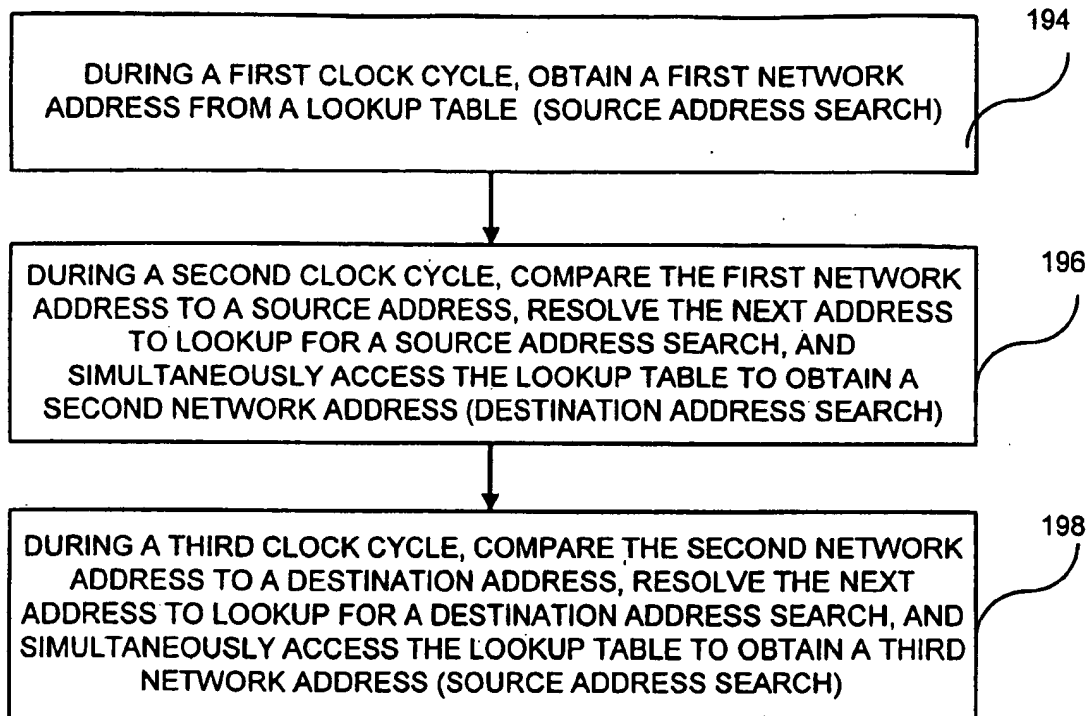 194
DURING A FIRST CLOCK CYCLE, OBTAIN A FIRST NETWORK
ADDRESS FROM A LOOKUP TABLE (SOURCE ADDRESS SEARCH)
196
DURING A SECOND CLOCK CYCLE, COMPARE THE FIRST NETWORK
ADDRESS TO A SOURCE ADDRESS, RESOLVE THE NEXT ADDRESS
TO LOOKUP FOR A SOURCE ADDRESS SEARCH, AND
SIMULTANEOUSLY ACCESS THE LOOKUP TABLE TO OBTAIN A
SECOND NETWORK ADDRESS (DESTINATION ADDRESS SEARCH)
198
DURING A THIRD CLOCK CYCLE, COMPARE THE SECOND NETWORK
ADDRESS TO A DESTINATION ADDRESS, RESOLVE THE NEXT
ADDRESS TO LOOKUP FOR A DESTINATION ADDRESS SEARCH, AND
SIMULTANEOUSLY ACCESS THE LOOKUP TABLE TO OBTAIN A THIRD
NETWORK ADDRESS (SOURCE ADDRESS SEARCH)